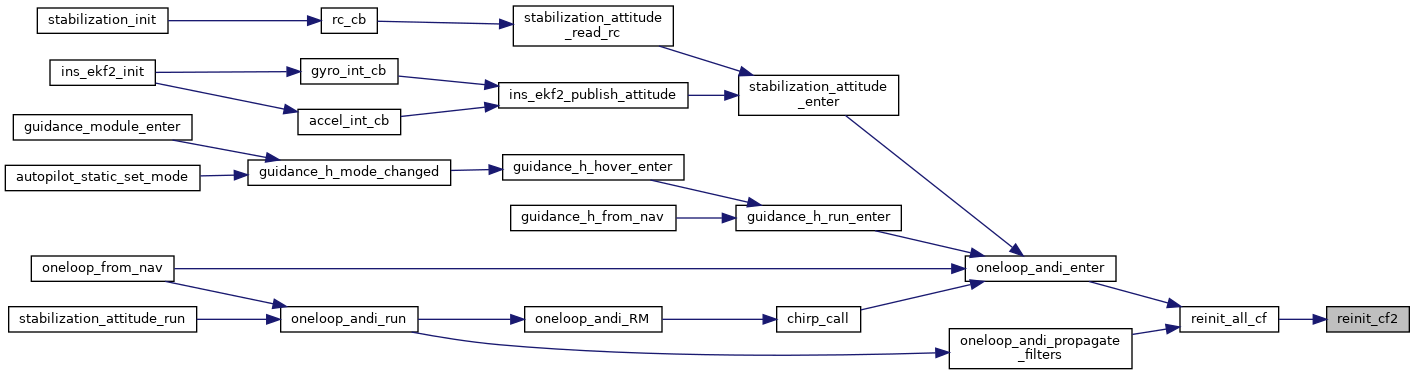 stabilization_init
rc_cb
stabilization_attitude
_read_rc
ins_ekf2_init
gyro_int_cb
accel_int_cb
ins_ekf2_publish_attitude
stabilization_attitude
_enter
guidance_module_enter
autopilot_static_set_mode
guidance_h_mode_changed
guidance_h_hover_enter
guidance_h_from_nav
guidance_h_run_enter
oneloop_from_nav
oneloop_andi_enter
stabilization_attitude_run
oneloop_andi_run
oneloop_andi_RM
chirp_call
oneloop_andi_propagate
_filters
reinit_all_cf
reinit_cf2